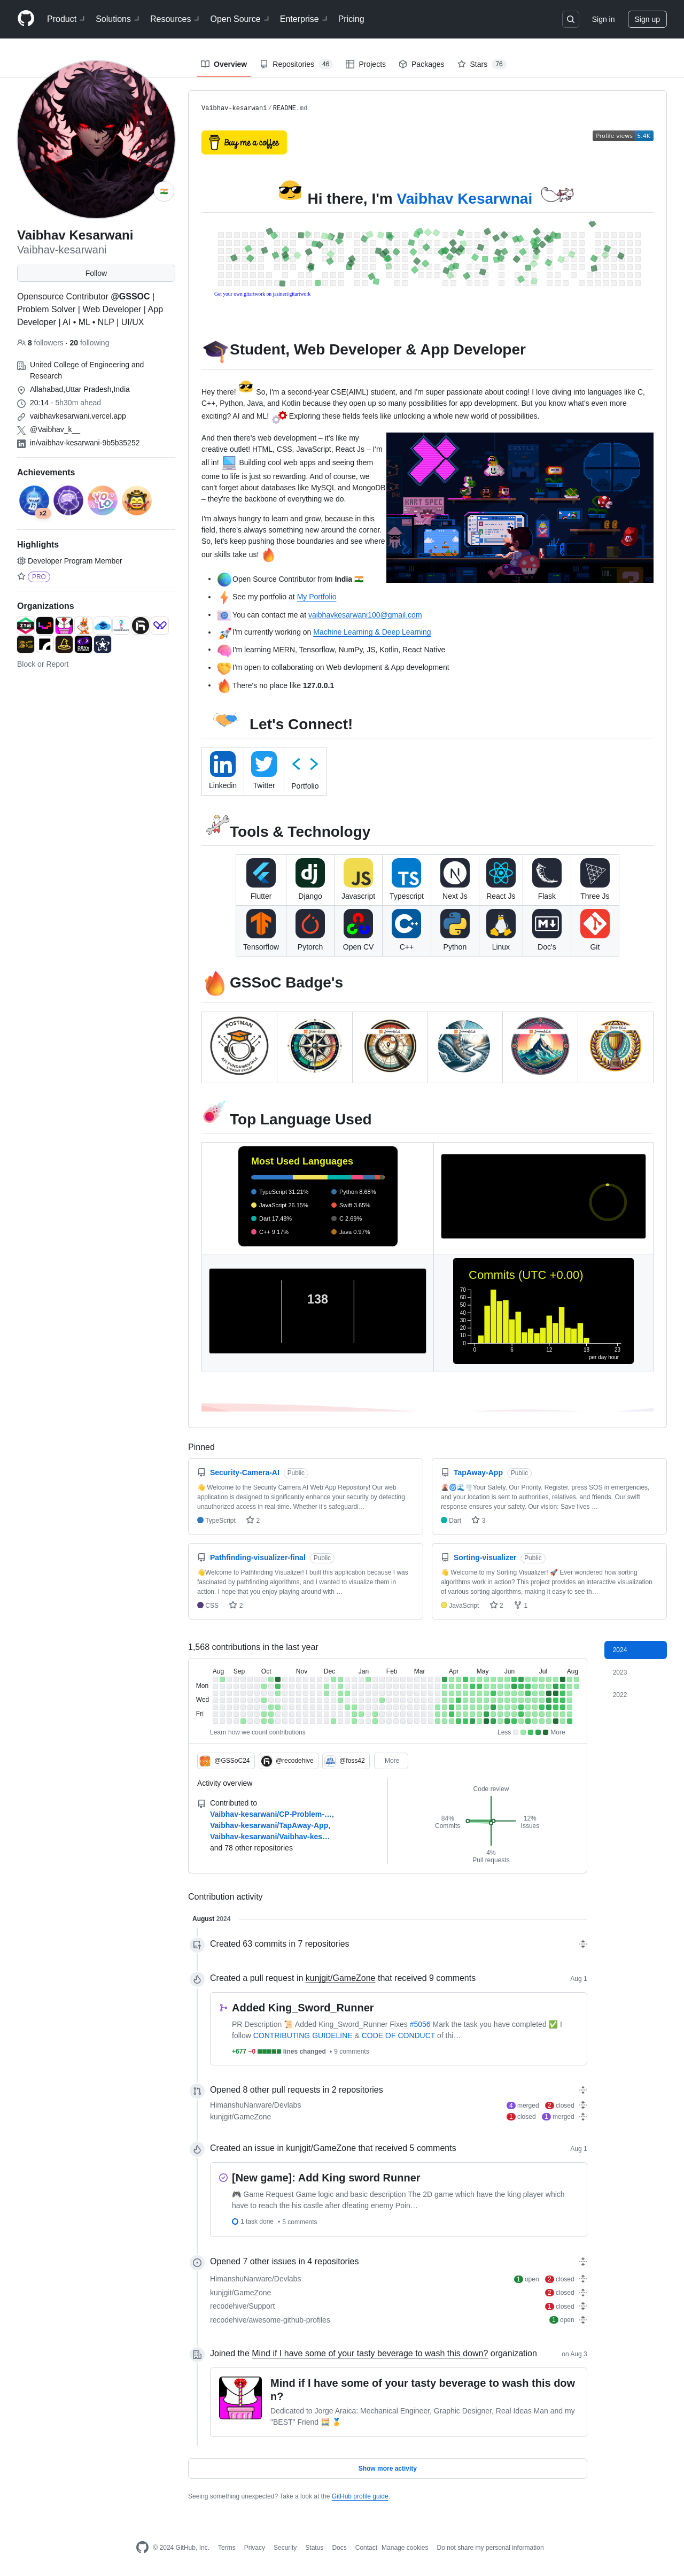 Product Solutions Resources Open Source Enterprise Pricing Sign in Sign up
Overview Repositories 46 Projects Packages Stars 76
Vaibhav Kesarwani
Vaibhav-kesarwani
Follow
Opensource Contributor @GSSOC |
Problem Solver | Web Developer | App
Developer | AI • ML • NLP | UI/UX
8 followers · 20 following
United College of Engineering and
Research
Allahabad,Uttar Pradesh,India
20:14 - 5h30m ahead
vaibhavkesarwani.vercel.app
@Vaibhav_k__
in/vaibhav-kesarwani-9b5b35252
Achievements
x2
Highlights
Developer Program Member
PRO
Organizations
Block or Report
Vaibhav-kesarwani / README.md
Buy me a coffee
Profile views 5.4K
😎 Hi there, I'm Vaibhav Kesarwnai
Get your own gitartwork on jasineri/gitartwork
Student, Web Developer & App Developer
Hey there! 😎 So, I'm a second-year CSE(AIML) student, and I'm super passionate about coding! I love diving into languages like C,
C++, Python, Java, and Kotlin because they open up so many possibilities for software and app development. But you know what's even more
exciting? AI and ML! Exploring these fields feels like unlocking a whole new world of possibilities.
And then there's web development – it's like my
creative outlet! HTML, CSS, JavaScript, React Js – I'm
all in! Building cool web apps and seeing them
come to life is just so rewarding. And of course, we
can't forget about databases like MySQL and MongoDB
– they're the backbone of everything we do.
I'm always hungry to learn and grow, because in this
field, there's always something new around the corner.
So, let's keep pushing those boundaries and see where
our skills take us!
• Open Source Contributor from India 🇮🇳
• See my portfolio at My Portfolio
• You can contact me at vaibhavkesarwani100@gmail.com
• I'm currently working on Machine Learning & Deep Learning
• I'm learning MERN, Tensorflow, NumPy, JS, Kotlin, React Native
• I'm open to collaborating on Web devlopment & App development
• There's no place like 127.0.0.1
Let's Connect!
Linkedin Twitter Portfolio
Tools & Technology
Flutter Django Javascript Typescript Next Js React Js Flask Three Js
Tensorflow Pytorch Open CV C++ Python Linux Doc's Git
GSSoC Badge's
POSTMAN
Top Language Used
Most Used Languages
TypeScript 31.21% Python 8.68%
JavaScript 26.15% Swift 3.65%
Dart 17.48% C 2.69%
C++ 9.17% Java 0.97%
138
Commits (UTC +0.00)
70
60
50
40
30
20
10
0
0 6 12 18 23
per day hour
Pinned
Security-Camera-AI Public
👋 Welcome to the Security Camera AI Web App Repository! Our web
application is designed to significantly enhance your security by detecting
unauthorized access in real-time. Whether it's safeguardi…
TypeScript 2
TapAway-App Public
🌋🌀🌊🌪️Your Safety, Our Priority. Register, press SOS in emergencies,
and your location is sent to authorities, relatives, and friends. Our swift
response ensures your safety. Our vision: Save lives …
Dart 3
Pathfinding-visualizer-final Public
👋Welcome to Pathfinding Visualizer! I built this application because I was
fascinated by pathfinding algorithms, and I wanted to visualize them in
action. I hope that you enjoy playing around with …
CSS 2
Sorting-visualizer Public
👋 Welcome to my Sorting Visualizer! 🚀 Ever wondered how sorting
algorithms work in action? This project provides an interactive visualization
of various sorting algorithms, making it easy to see th…
JavaScript 2 1
1,568 contributions in the last year
2024
2023
2022
Aug Sep Oct Nov Dec Jan Feb Mar Apr May Jun Jul Aug
Mon
Wed
Fri
Learn how we count contributions Less More
@GSSoC24 @recodehive @foss42 More
Activity overview
Contributed to
Vaibhav-kesarwani/CP-Problem-…,
Vaibhav-kesarwani/TapAway-App,
Vaibhav-kesarwani/Vaibhav-kes…
and 78 other repositories
Code review
84%
Commits
12%
Issues
4%
Pull requests
Contribution activity
August 2024
Created 63 commits in 7 repositories
Created a pull request in kunjgit/GameZone that received 9 comments Aug 1
Added King_Sword_Runner
PR Description 📜 Added King_Sword_Runner Fixes #5056 Mark the task you have completed ✅ I
follow CONTRIBUTING GUIDELINE & CODE OF CONDUCT of thi…
+677 −0 lines changed • 9 comments
Opened 8 other pull requests in 2 repositories
HimanshuNarware/Devlabs 4 merged 2 closed
kunjgit/GameZone 1 closed 1 merged
Created an issue in kunjgit/GameZone that received 5 comments Aug 1
[New game]: Add King sword Runner
🎮 Game Request Game logic and basic description The 2D game which have the king player which
have to reach the his castle after dfeating enemy Poin…
1 task done • 5 comments
Opened 7 other issues in 4 repositories
HimanshuNarware/Devlabs 1 open 2 closed
kunjgit/GameZone 2 closed
recodehive/Support 1 closed
recodehive/awesome-github-profiles 1 open
Joined the Mind if I have some of your tasty beverage to wash this down? organization on Aug 3
Mind if I have some of your tasty beverage to wash this dow
n?
Dedicated to Jorge Araica: Mechanical Engineer, Graphic Designer, Real Ideas Man and my
"BEST" Friend
Show more activity
Seeing something unexpected? Take a look at the GitHub profile guide.
© 2024 GitHub, Inc. Terms Privacy Security Status Docs Contact Manage cookies Do not share my personal information